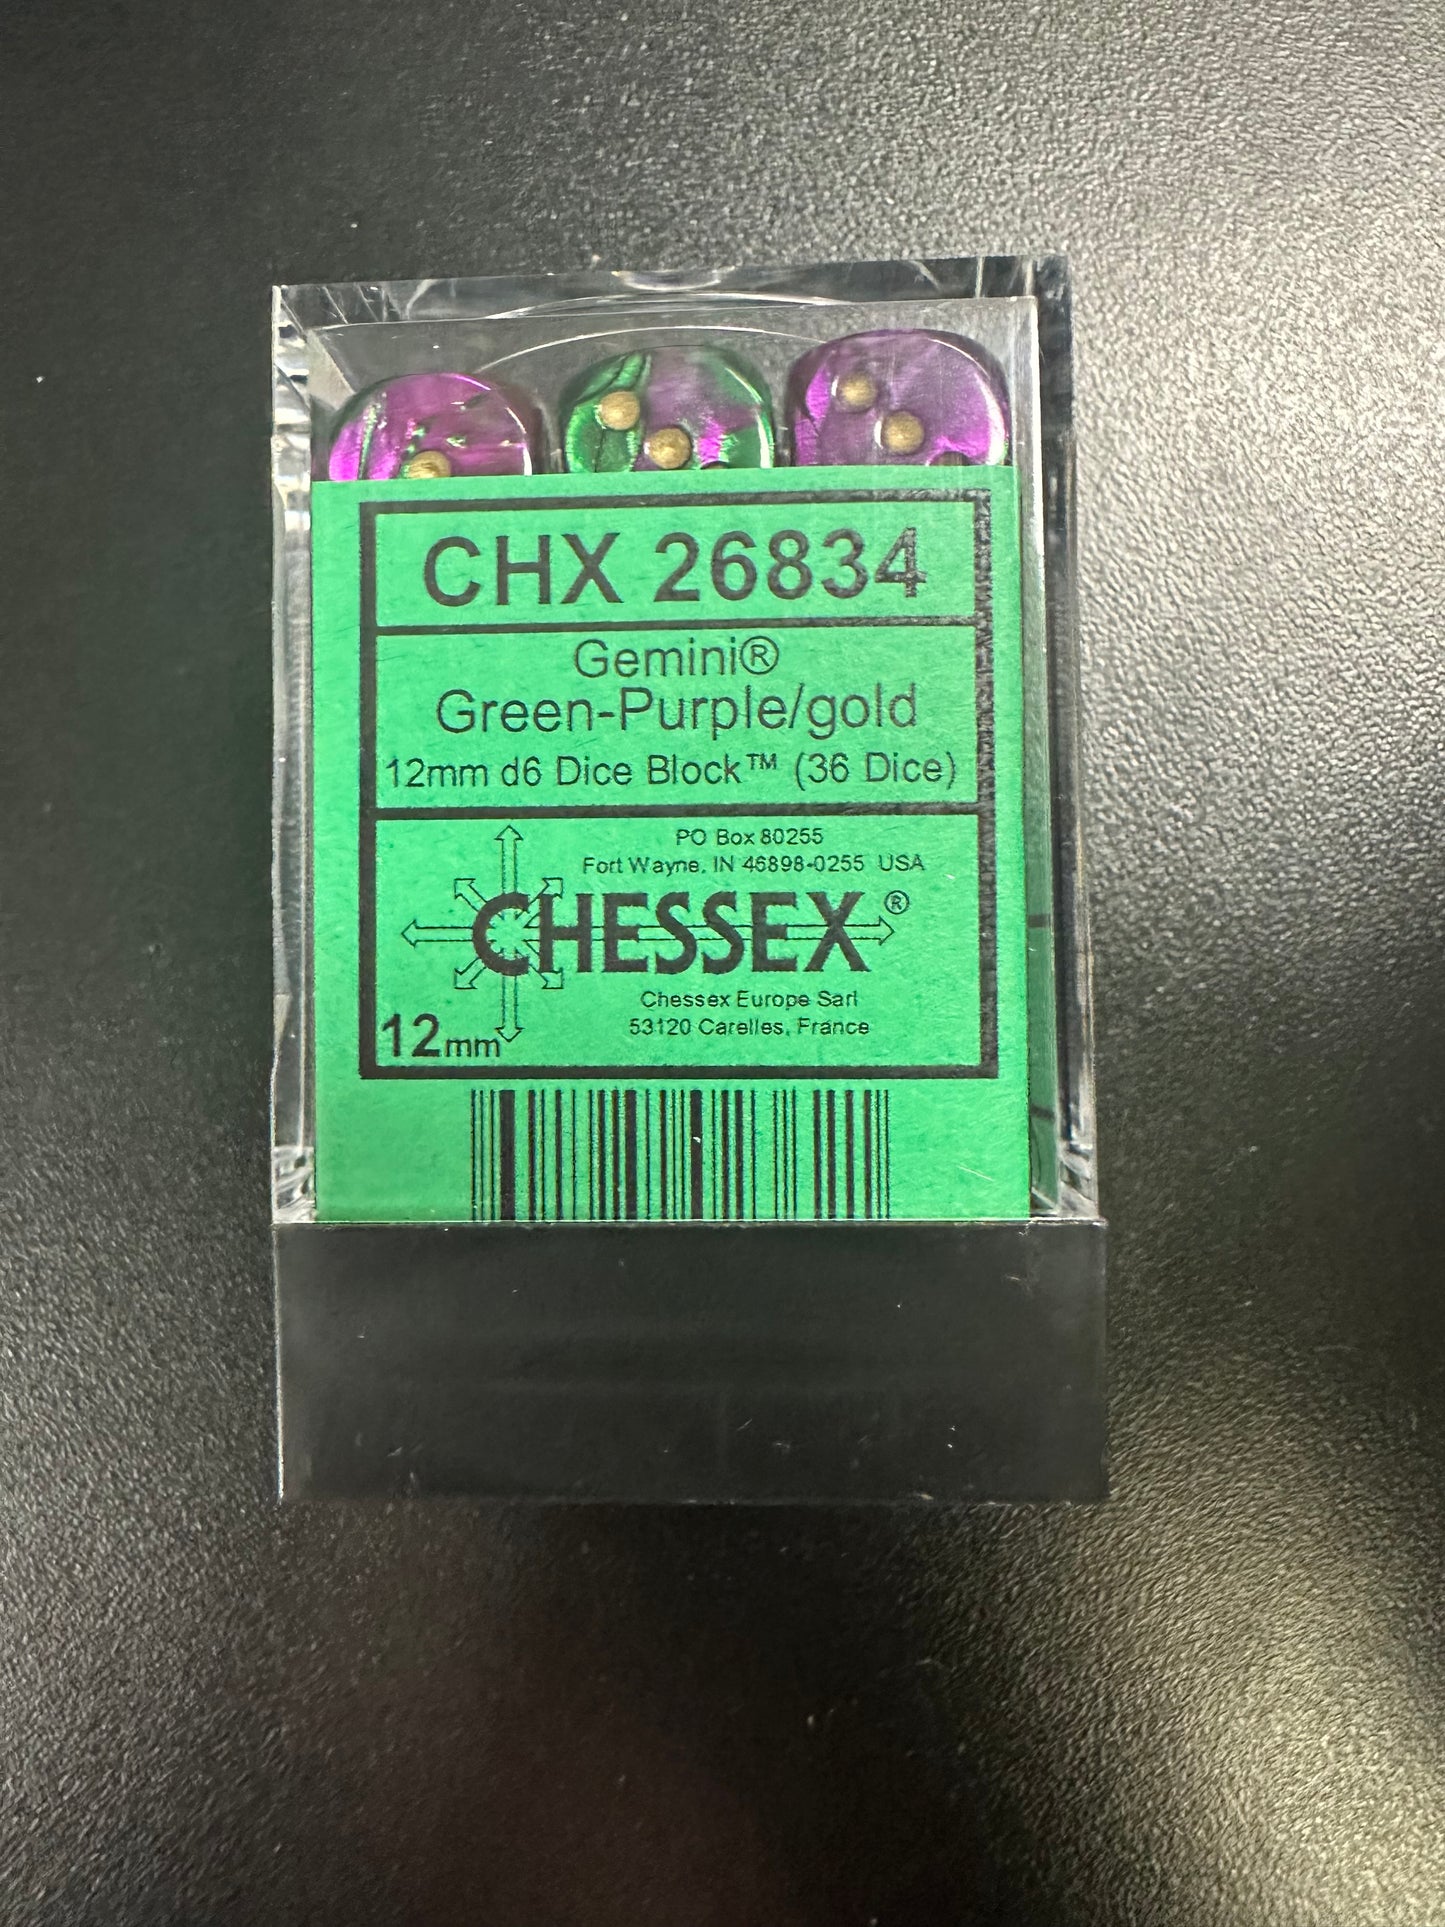 CHX 26834
Gemini®
Green-Purple/gold
12mm d6 Dice Block™ (36 Dice)
PO Box 80255
Fort Wayne, IN 46898-0255 USA
CHESSEX®
Chessex Europe Sarl
53120 Carelles, France
12mm